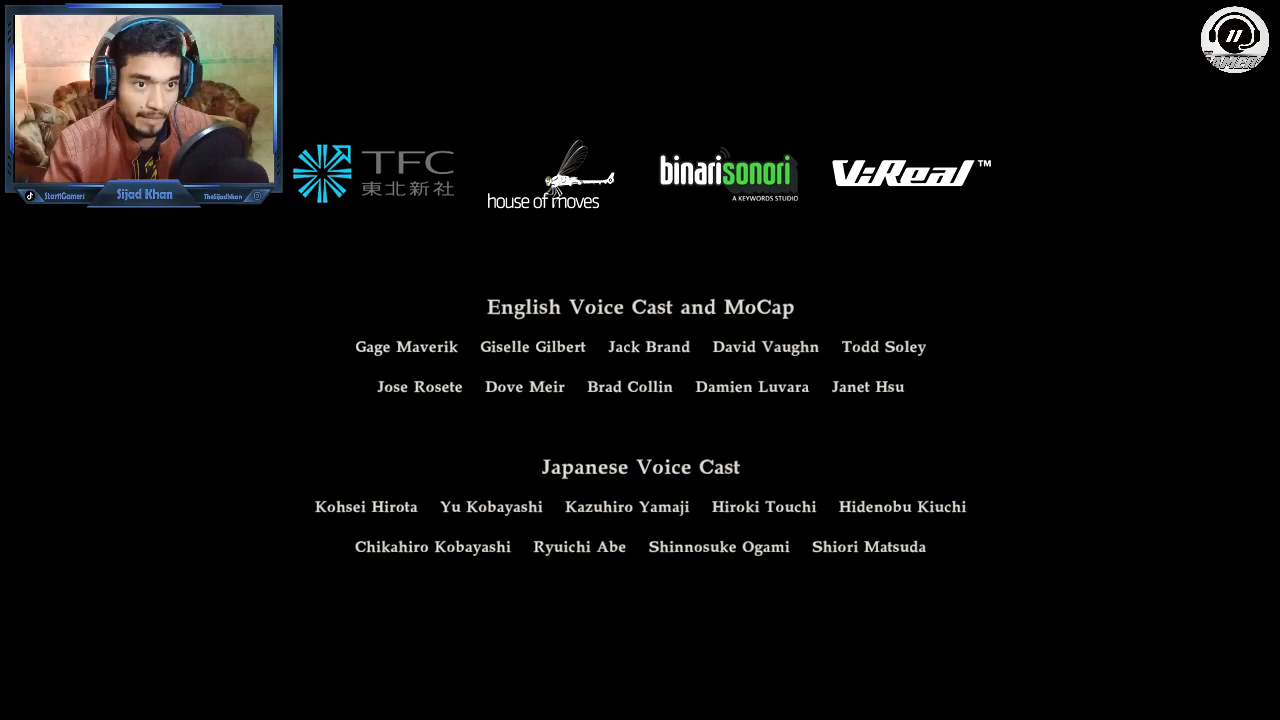 Start1Gamer1
Sijad Khan
TheSijadkhan
TFC
東北新社
house of moves
binarisonori
A KEYWORDS STUDIO
V:Real™
English Voice Cast and MoCap
Gage Maverik Giselle Gilbert Jack Brand David Vaughn Todd Soley
Jose Rosete Dove Meir Brad Collin Damien Luvara Janet Hsu
Japanese Voice Cast
Kohsei Hirota Yu Kobayashi Kazuhiro Yamaji Hiroki Touchi Hidenobu Kiuchi
Chikahiro Kobayashi Ryuichi Abe Shinnosuke Ogami Shiori Matsuda